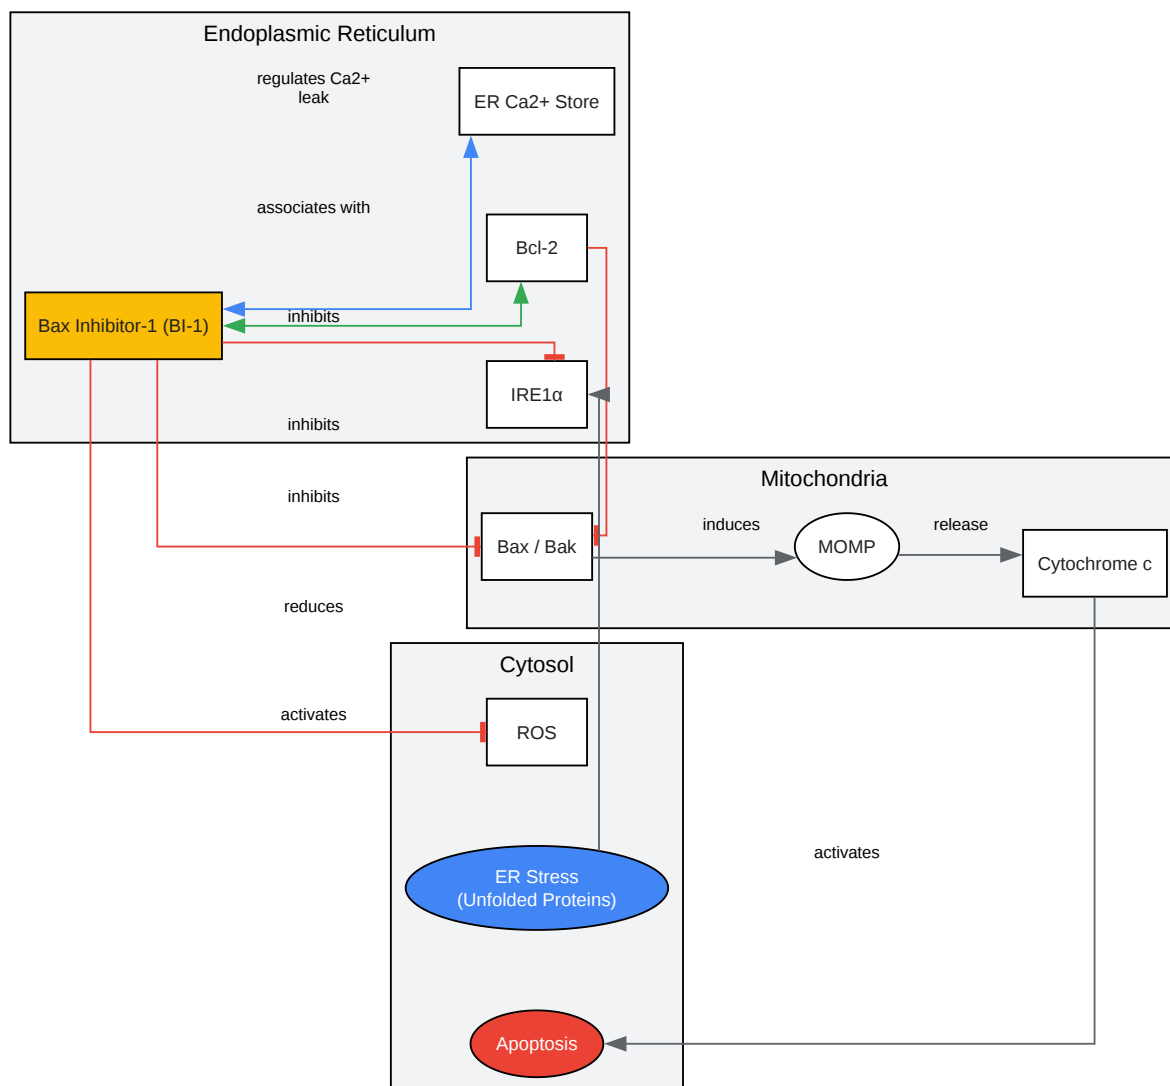 Endoplasmic Reticulum
regulates Ca2+
leak
ER Ca2+ Store
associates with
Bcl-2
Bax Inhibitor-1 (BI-1)
inhibits
IRE1α
inhibits
Mitochondria
inhibits
Bax / Bak
induces
MOMP
release
Cytochrome c
reduces
Cytosol
activates
ROS
ER Stress
(Unfolded Proteins)
activates
Apoptosis